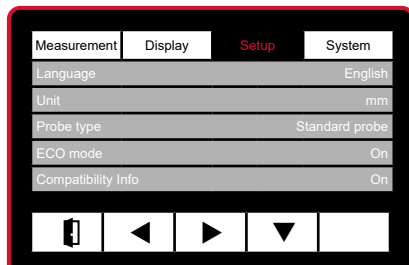 Measurement Display Setup System
Language English
Unit mm
Probe type Standard probe
ECO mode On
Compatibility Info On